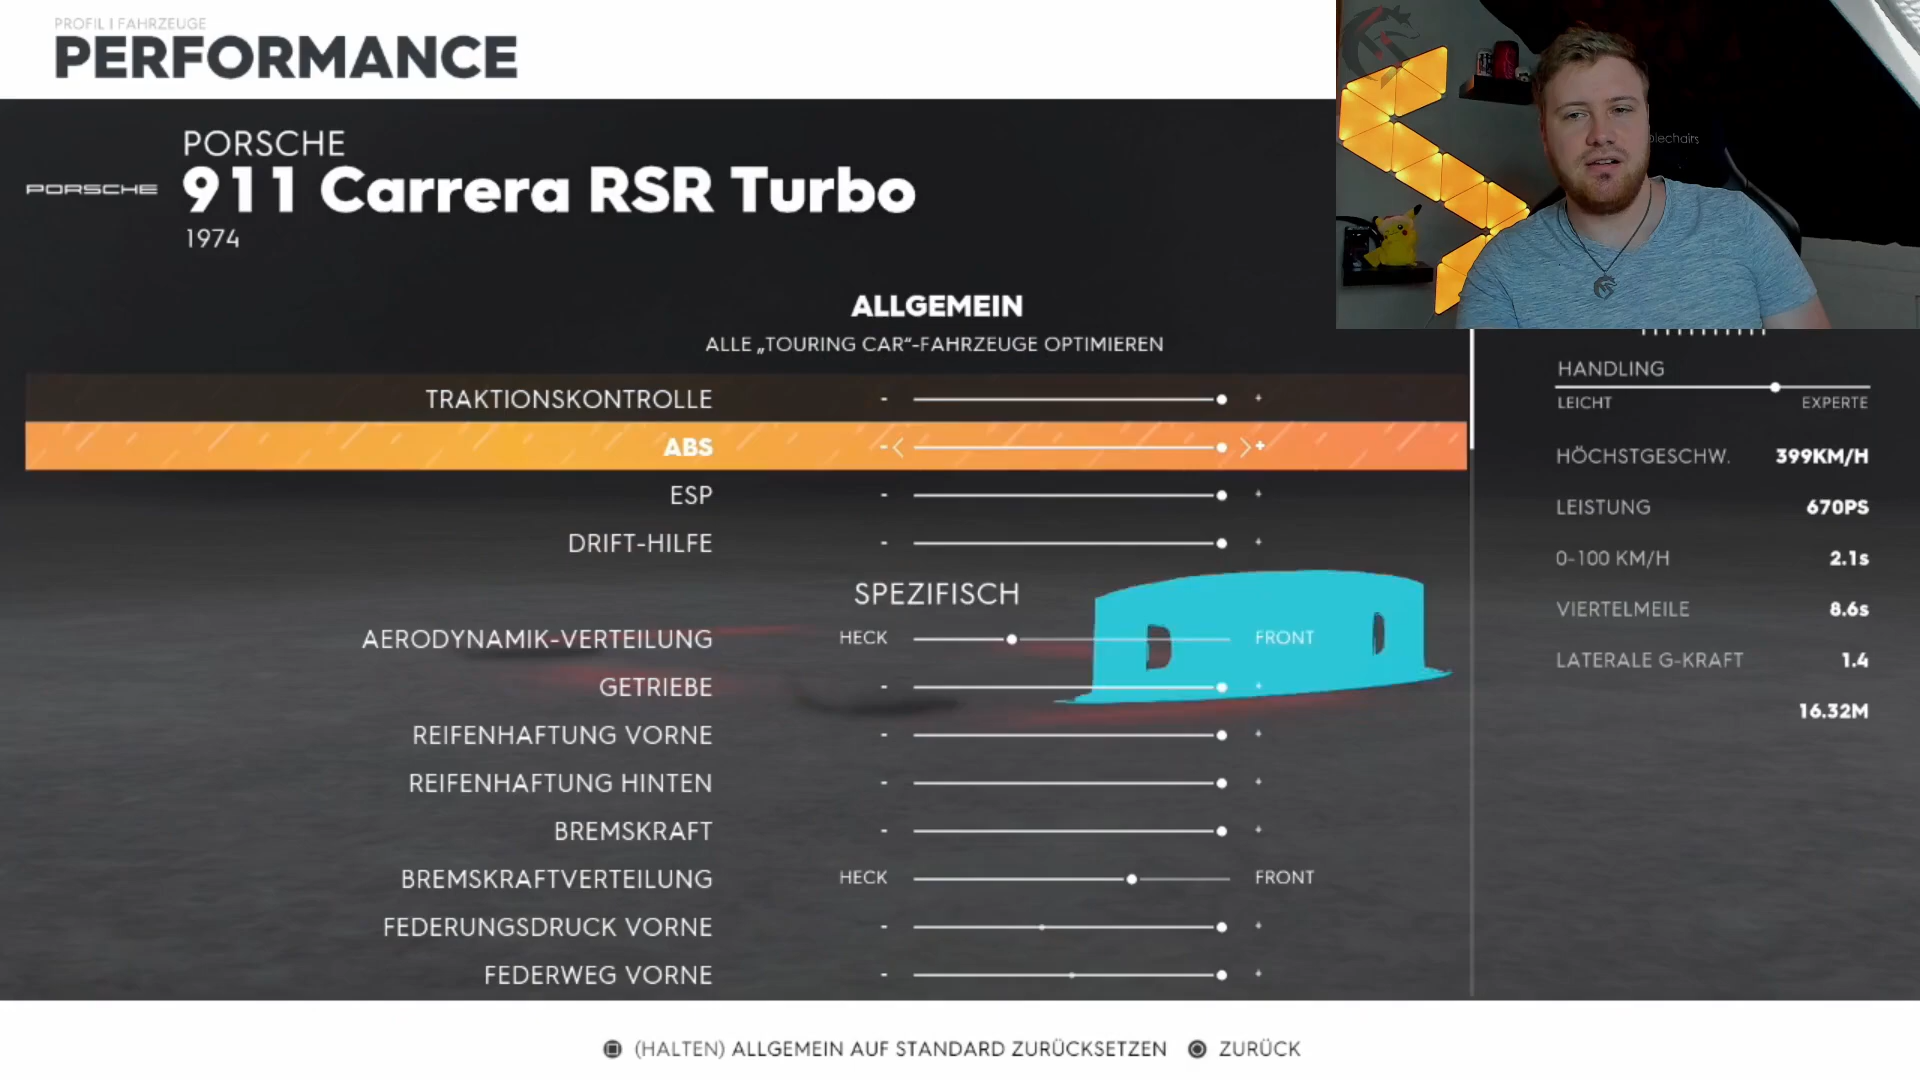 PROFIL I FAHRZEUGE
PERFORMANCE
PORSCHE
PORSCHE
911 Carrera RSR Turbo
1974
ALLGEMEIN
ALLE „TOURING CAR“-FAHRZEUGE OPTIMIEREN
TRAKTIONSKONTROLLE - +
ABS - +
ESP - +
DRIFT-HILFE - +
SPEZIFISCH
AERODYNAMIK-VERTEILUNG HECK FRONT
GETRIEBE - +
REIFENHAFTUNG VORNE - +
REIFENHAFTUNG HINTEN - +
BREMSKRAFT - +
BREMSKRAFTVERTEILUNG HECK FRONT
FEDERUNGSDRUCK VORNE - +
FEDERWEG VORNE - +
HANDLING
LEICHT EXPERTE
HÖCHSTGESCHW. 399KM/H
LEISTUNG 670PS
0-100 KM/H 2.1s
VIERTELMEILE 8.6s
LATERALE G-KRAFT 1.4
16.32M
(HALTEN) ALLGEMEIN AUF STANDARD ZURÜCKSETZEN ZURÜCK